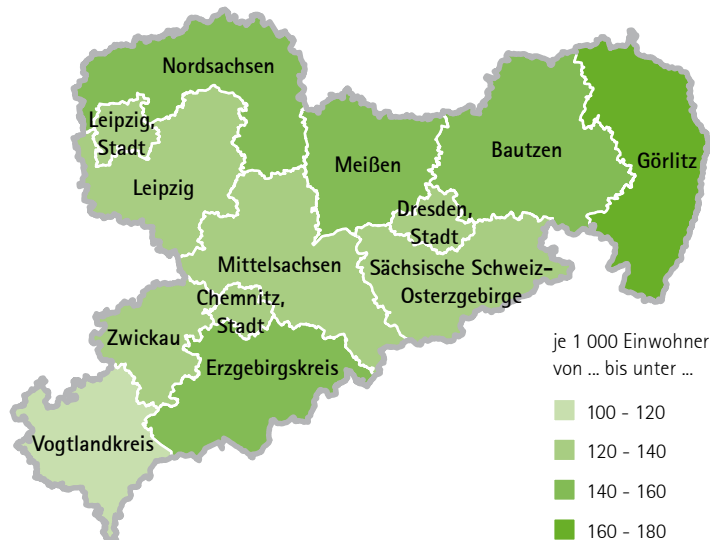 Nordsachsen
Leipzig,
Stadt
Leipzig
Meißen
Bautzen
Görlitz
Dresden,
Stadt
Mittelsachsen
Sächsische Schweiz-
Osterzgebirge
Chemnitz,
Stadt
Zwickau
Erzgebirgskreis
Vogtlandkreis
je 1 000 Einwohner
von ... bis unter ...
100 - 120
120 - 140
140 - 160
160 - 180